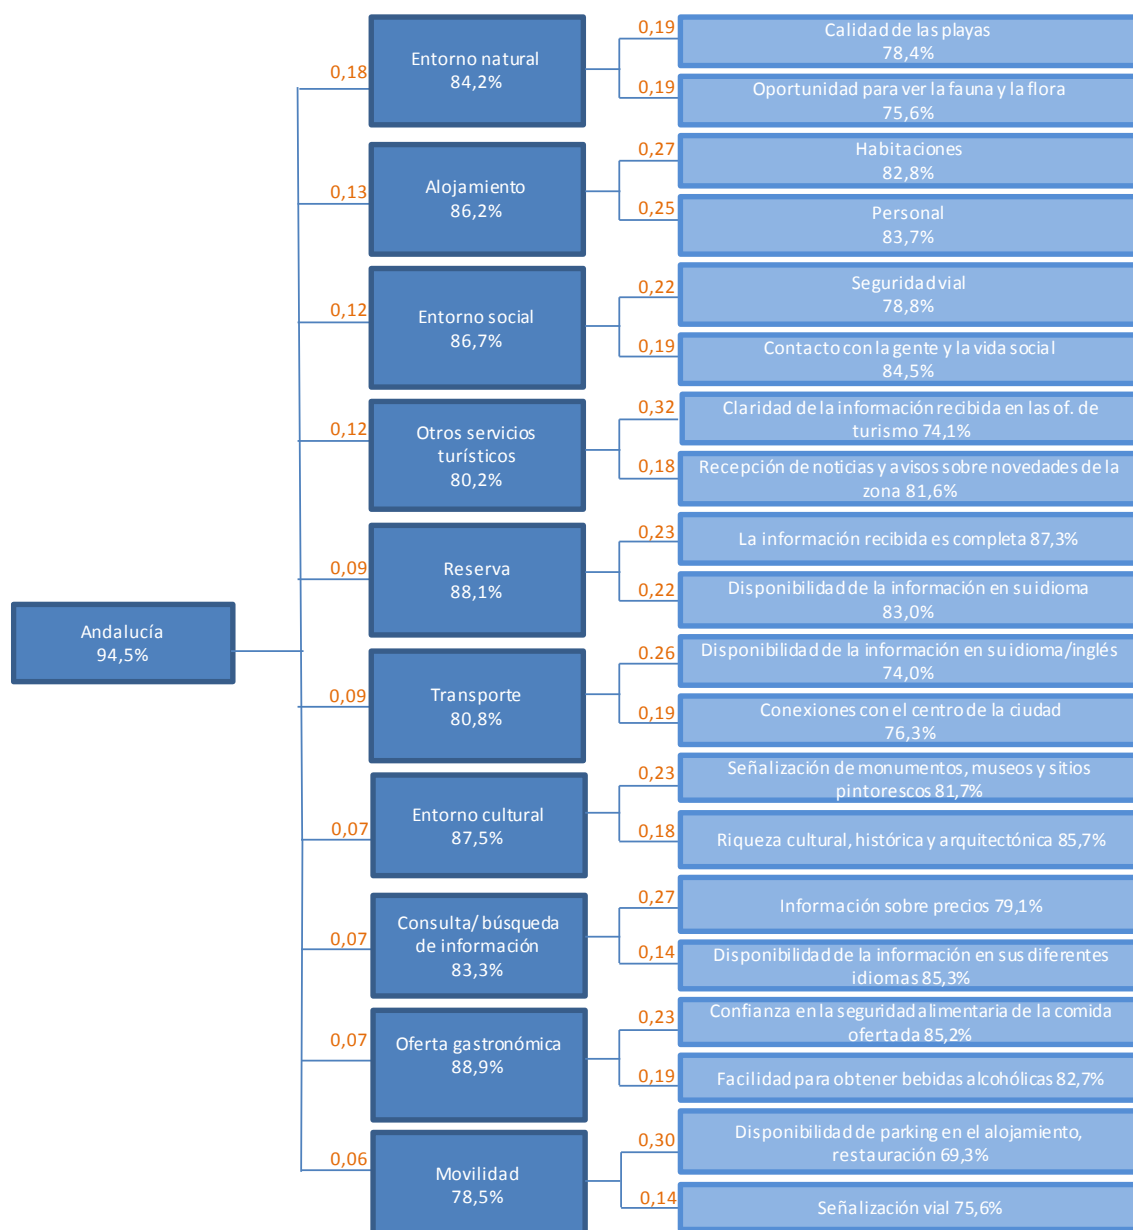 0,18
Entorno natural
84,2%
0,19
Calidad de las playas
78,4%
0,19
Oportunidad para ver la fauna y la flora
75,6%
0,13
Alojamiento
86,2%
0,27
Habitaciones
82,8%
0,25
Personal
83,7%
0,12
Entorno social
86,7%
0,22
Seguridad vial
78,8%
0,19
Contacto con la gente y la vida social
84,5%
0,12
Otros servicios
turísticos
80,2%
0,32
Claridad de la información recibida en las of. de
turismo 74,1%
0,18
Recepción de noticias y avisos sobre novedades de la
zona 81,6%
0,09
Reserva
88,1%
0,23
La información recibida es completa 87,3%
0,22
Disponibilidad de la información en su idioma
83,0%
Andalucía
94,5%
0,09
Transporte
80,8%
0.26
Disponibilidad de la información en su idioma/inglés
74,0%
0,19
Conexiones con el centro de la ciudad
76,3%
0,07
Entorno cultural
87,5%
0,23
Señalización de monumentos, museos y sitios
pintorescos 81,7%
0,18
Riqueza cultural, histórica y arquitectónica 85,7%
0,07
Consulta/ búsqueda
de información
83,3%
0,27
Información sobre precios 79,1%
0,14
Disponibilidad de la información en sus diferentes
idiomas 85,3%
0,07
Oferta gastronómica
88,9%
0,23
Confianza en la seguridad alimentaria de la comida
ofertada 85,2%
0,19
Facilidad para obtener bebidas alcohólicas 82,7%
0,06
Movilidad
78,5%
0,30
Disponibilidad de parking en el alojamiento,
restauración 69,3%
0,14
Señalización vial 75,6%